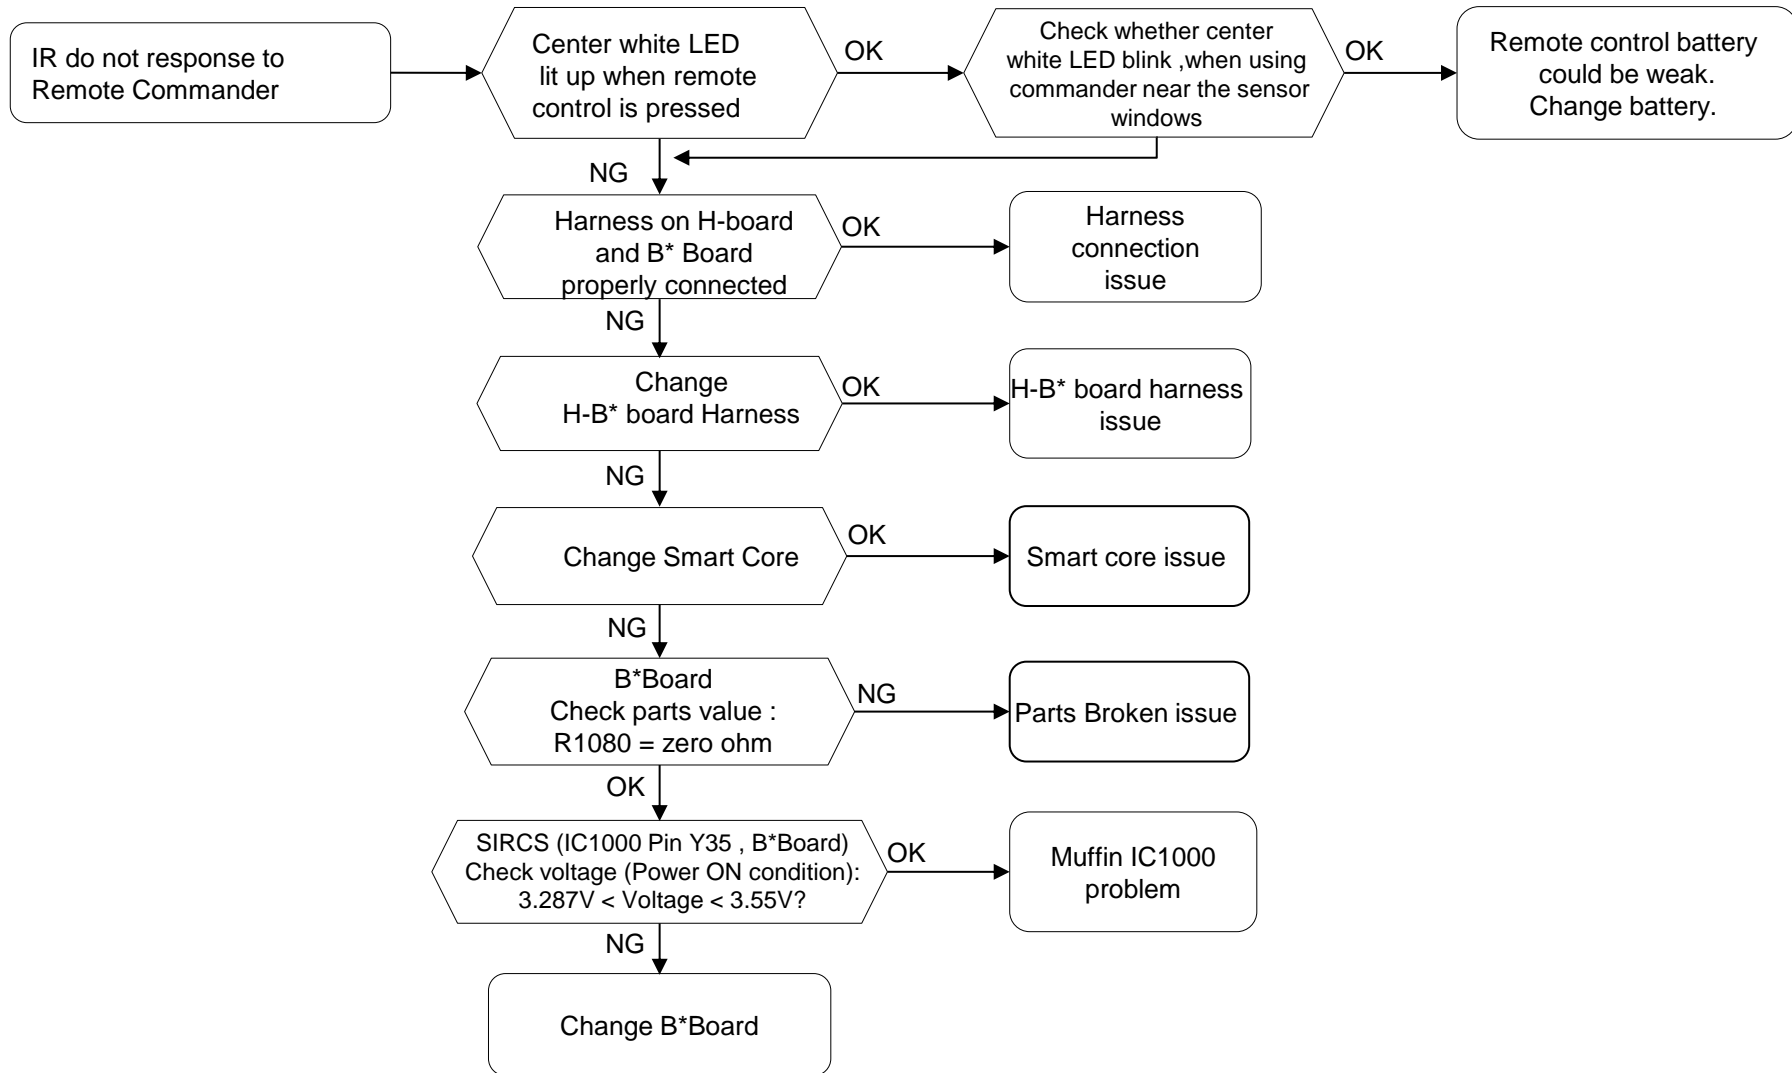 IR do not response to
Remote Commander
Center white LED
lit up when remote
control is pressed
OK
Check whether center
white LED blink ,when using
commander near the sensor
windows
OK
Remote control battery
could be weak.
Change battery.
NG
Harness on H-board
and B* Board
properly connected
OK
Harness
connection
issue
NG
Change
H-B* board Harness
OK
H-B* board harness
issue
NG
Change Smart Core
OK
Smart core issue
NG
B*Board
Check parts value :
R1080 = zero ohm
NG
Parts Broken issue
OK
SIRCS (IC1000 Pin Y35 , B*Board)
Check voltage (Power ON condition):
3.287V < Voltage < 3.55V?
OK
Muffin IC1000
problem
NG
Change B*Board